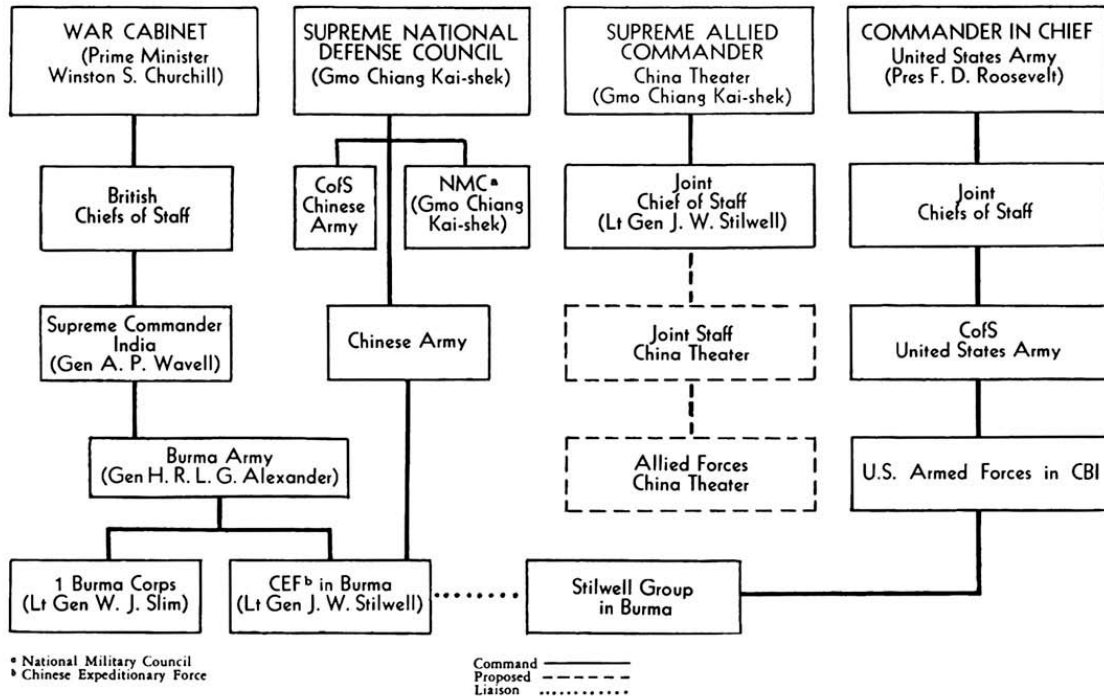 WAR CABINET
(Prime Minister
Winston S. Churchill)
SUPREME NATIONAL
DEFENSE COUNCIL
(Gmo Chiang Kai-shek)
SUPREME ALLIED
COMMANDER
China Theater
(Gmo Chiang Kai-shek)
COMMANDER IN CHIEF
United States Army
(Pres F. D. Roosevelt)
British
Chiefs of Staff
CofS
Chinese
Army
NMCᵃ
(Gmo Chiang
Kai-shek)
Joint
Chief of Staff
(Lt Gen J. W. Stilwell)
Joint
Chiefs of Staff
Supreme Commander
India
(Gen A. P. Wavell)
Chinese Army
Joint Staff
China Theater
CofS
United States Army
Burma Army
(Gen H. R. L. G. Alexander)
Allied Forces
China Theater
U.S. Armed Forces in CBI
1 Burma Corps
(Lt Gen W. J. Slim)
CEFᵇ in Burma
(Lt Gen J. W. Stilwell)
Stilwell Group
in Burma
ᵃ National Military Council
ᵇ Chinese Expeditionary Force
Command
Proposed
Liaison